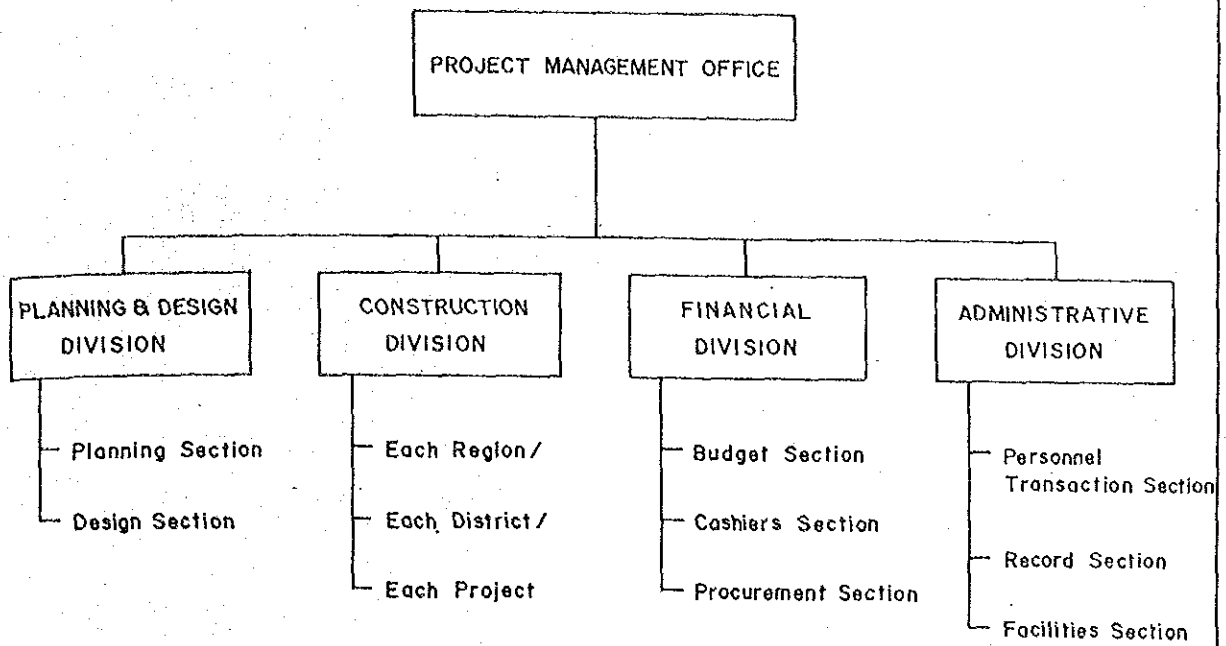 PROJECT MANAGEMENT OFFICE
PLANNING & DESIGN
DIVISION
Planning Section
Design Section
CONSTRUCTION
DIVISION
Each Region/
Each District/
Each Project
FINANCIAL
DIVISION
Budget Section
Cashiers Section
Procurement Section
ADMINISTRATIVE
DIVISION
Personnel
Transaction Section
Record Section
Facilities Section